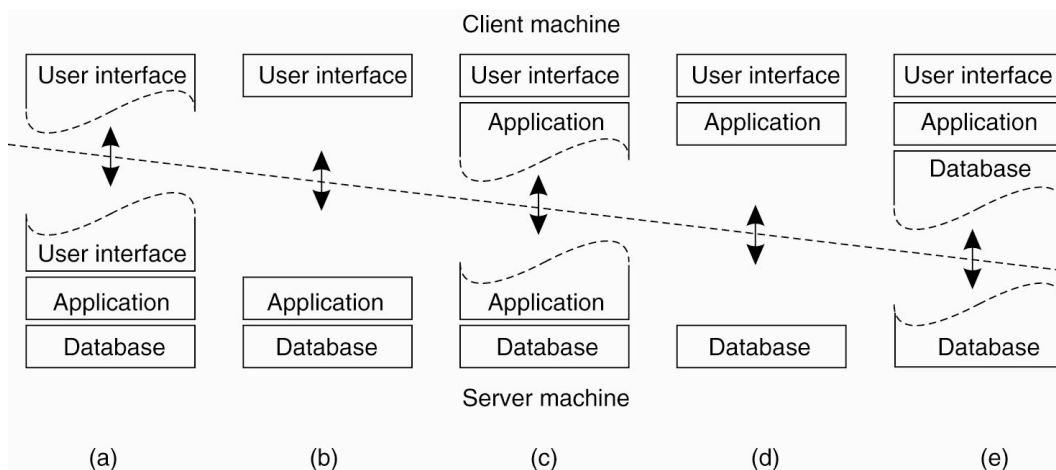 Client machine
User interface User interface User interface User interface User interface
Application Application Application
Database
User interface
Application Application Application
Database Database Database Database Database
Server machine
(a) (b) (c) (d) (e)